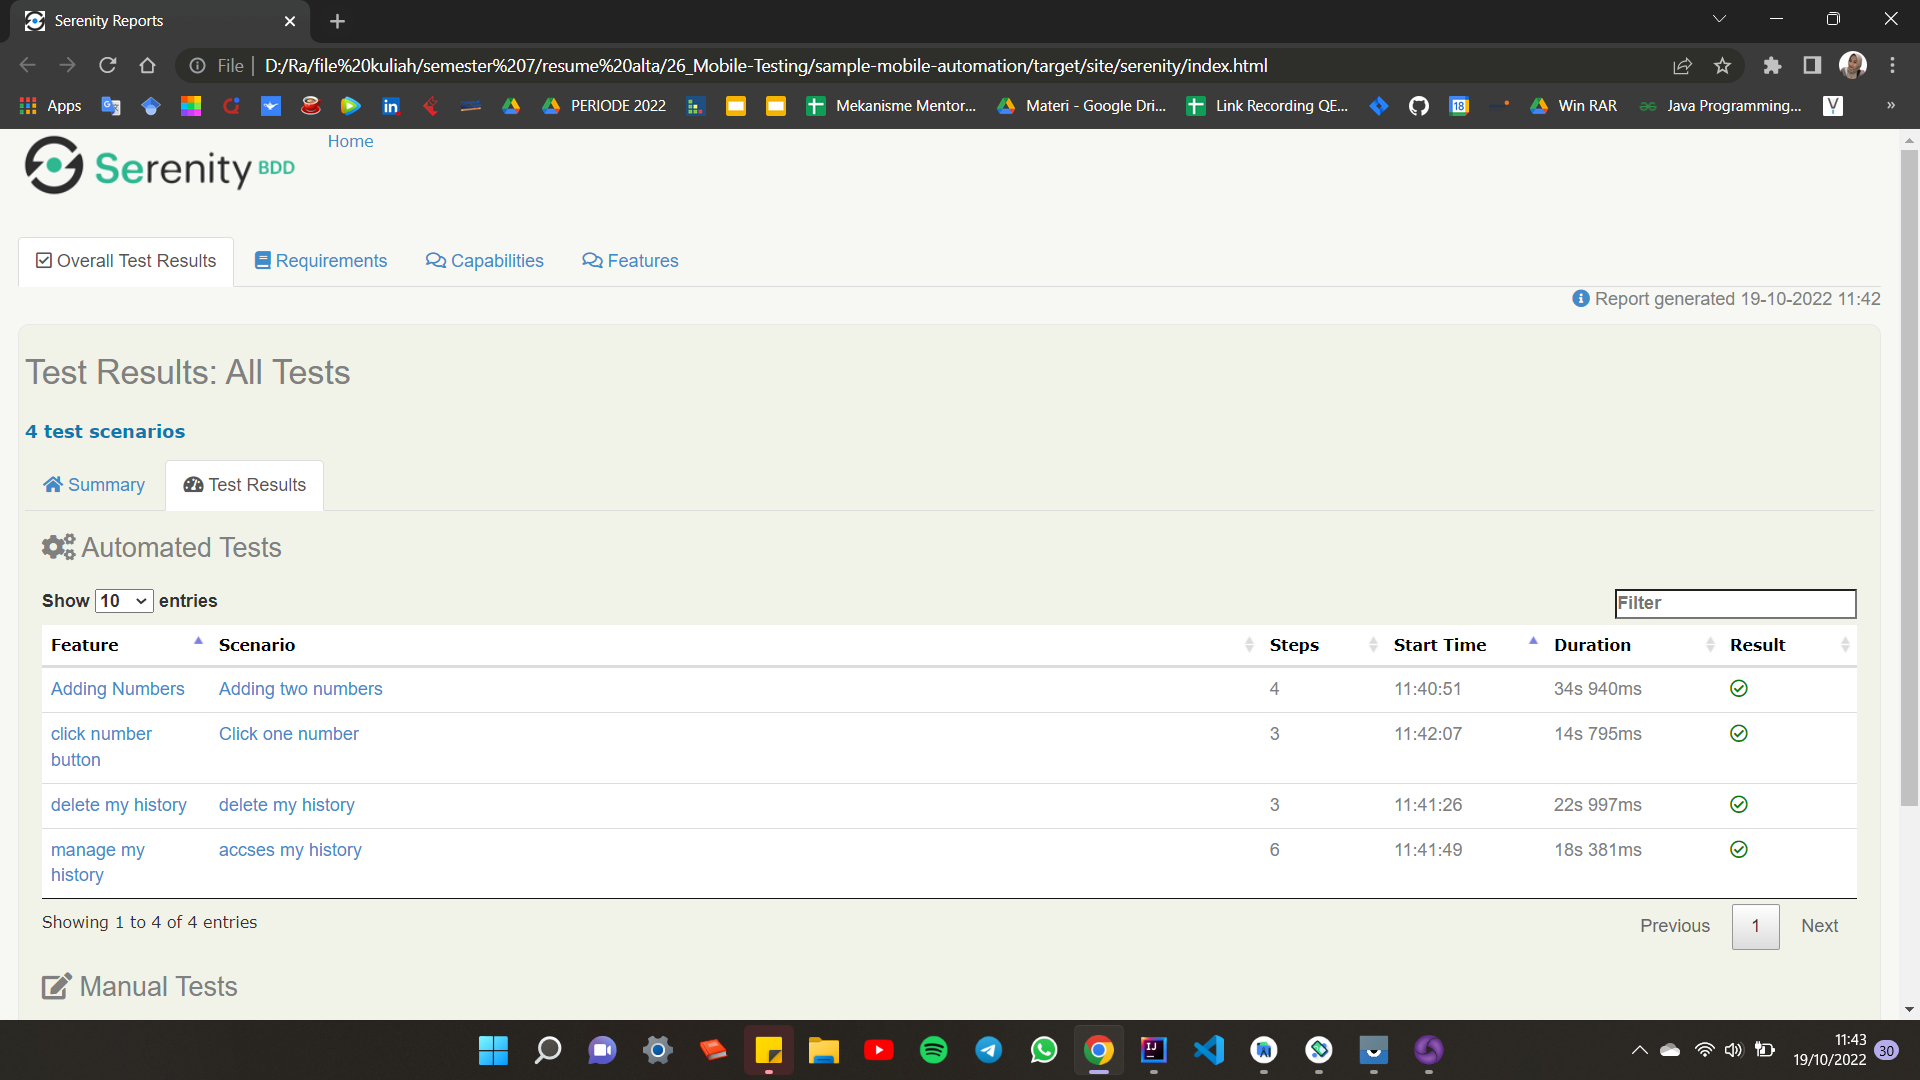 Serenity Reports
File | D:/Ra/file%20kuliah/semester%207/resume%20alta/26_Mobile-Testing/sample-mobile-automation/target/site/serenity/index.html
Apps PERIODE 2022 Mekanisme Mentor... Materi - Google Dri... Link Recording QE... 18 Win RAR Java Programming... V »
Serenity BDD Home
Overall Test Results Requirements Capabilities Features
Report generated 19-10-2022 11:42
Test Results: All Tests
4 test scenarios
Summary Test Results
Automated Tests
Show 10 entries Filter
Feature Scenario Steps Start Time Duration Result
Adding Numbers Adding two numbers 4 11:40:51 34s 940ms
click number button Click one number 3 11:42:07 14s 795ms
delete my history delete my history 3 11:41:26 22s 997ms
manage my history accses my history 6 11:41:49 18s 381ms
Showing 1 to 4 of 4 entries Previous 1 Next
Manual Tests
11:43
19/10/2022 30